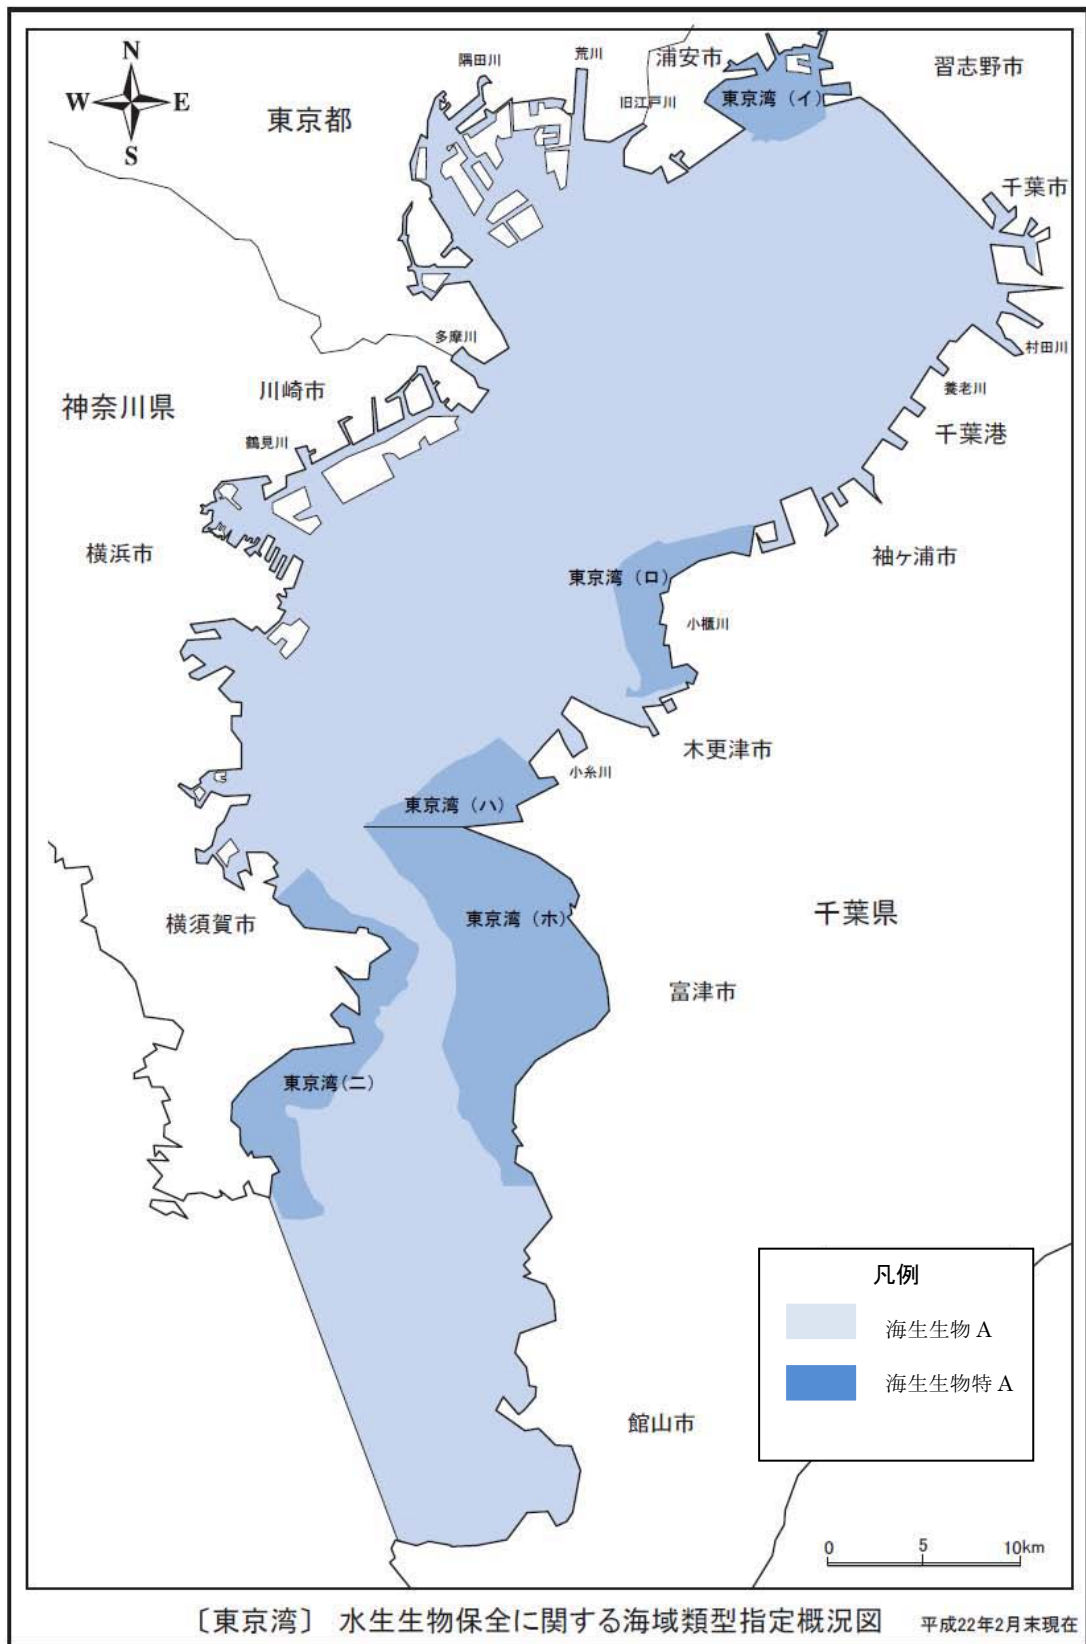 N
W E
S
東京都
隅田川
荒川
浦安市
旧江戸川
東京湾（イ）
習志野市
千葉市
村田川
養老川
千葉港
多摩川
川崎市
神奈川県
鶴見川
横浜市
袖ヶ浦市
東京湾（ロ）
小櫃川
木更津市
小糸川
東京湾（ハ）
千葉県
横須賀市
東京湾（ホ）
富津市
東京湾（ニ）
凡例
海生生物 A
海生生物特 A
館山市
0 5 10km
〔東京湾〕 水生生物保全に関する海域類型指定概況図 平成22年2月末現在